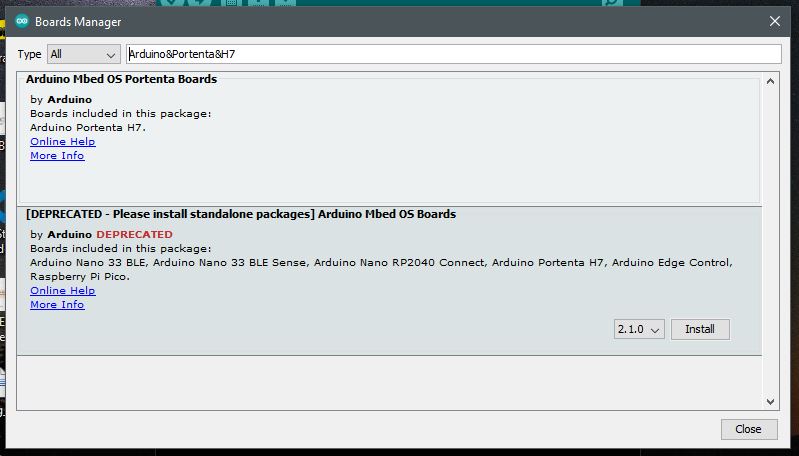 Boards Manager
Type All Arduino&Portenta&H7
Arduino Mbed OS Portenta Boards
by Arduino
Boards included in this package:
Arduino Portenta H7.
Online Help
More Info
[DEPRECATED - Please install standalone packages] Arduino Mbed OS Boards
by Arduino DEPRECATED
Boards included in this package:
Arduino Nano 33 BLE, Arduino Nano 33 BLE Sense, Arduino Nano RP2040 Connect, Arduino Portenta H7, Arduino Edge Control,
Raspberry Pi Pico.
Online Help
More Info
2.1.0 Install
Close